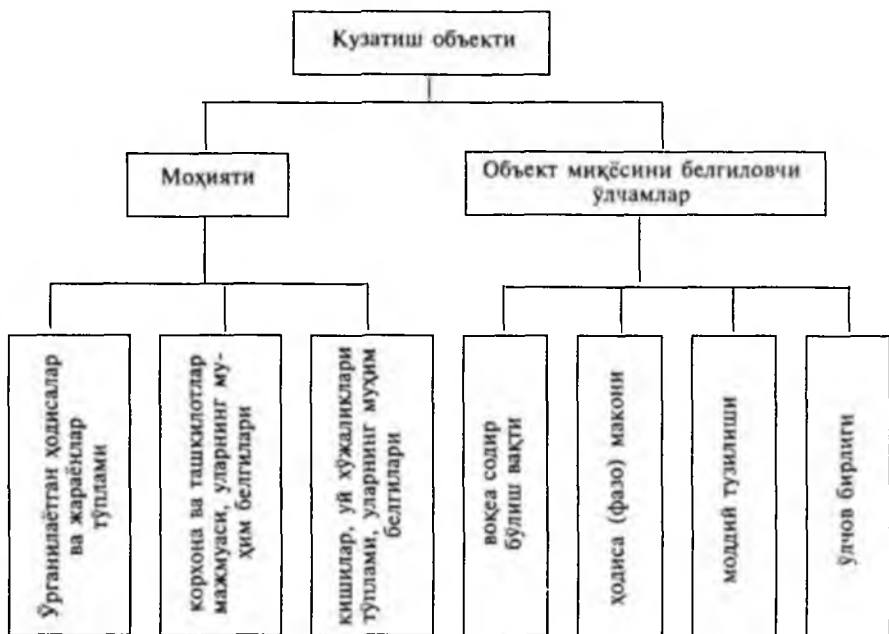 Кузатиш объекти
Моҳияти
Объект миқёсини белгиловчи
ўлчамлар
Ўрганилаётган ҳодисалар
ва жараёнлар
тўплами
корхона ва ташкилотлар
мажмуаси, уларнинг му-
ҳим белгилари
кишилар, уй хўжаликлари
тўплами, уларнинг муҳим
белгилари
воқеа содир
бўлиш вақти
ҳодиса (фазо) макони
моддий тузилиши
ўлчов бирлиги